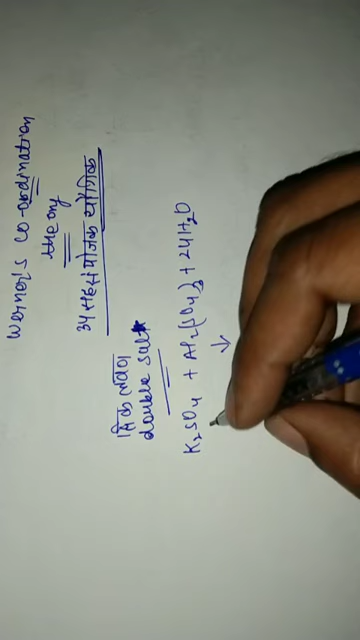 Werner's co-ordination
theory
उपसहसंयोजक यौगिक
द्विक लवण
double salt
K₂SO₄ + Al₂(SO₄)₃ + 24H₂O
↓